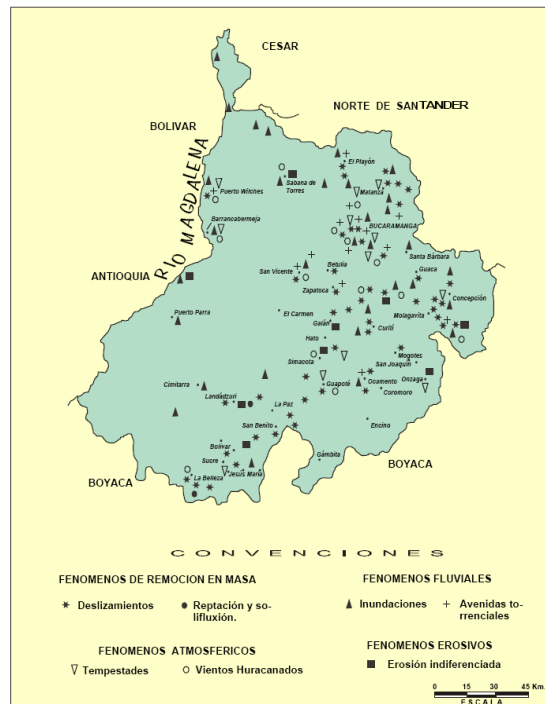 CESAR
NORTE DE SANTANDER
BOLIVAR
RIO MAGDALENA
El Playón
Sabana de
Torres
Puerto Wilches
Matanza
Barrancabermeja
BUCARAMANGA
Santa Bárbara
San Vicente
Betulia
Guaca
ANTIOQUIA
Zapatoca
Concepción
Puerto Parra
El Carmen
Molagavita
Galán
Curití
Hato
Mogotes
Simacota
San Joaquín
Cimitarra
Guapoté
Ocamento
Onzaga
Landázuri
Coromoro
La Paz
San Benito
Encino
Bolívar
Gámbita
BOYACA
Sucre
BOYACA
La Belleza
Jesus María
CONVENCIONES
FENOMENOS DE REMOCION EN MASA
FENOMENOS FLUVIALES
Deslizamientos
Reptación y so-
lifluxión.
Inundaciones
Avenidas to-
rrenciales
FENOMENOS ATMOSFERICOS
FENOMENOS EROSIVOS
Tempestades
Vientos Huracanados
Erosión indiferenciada
0 15 30 45 Km.
ESCALA